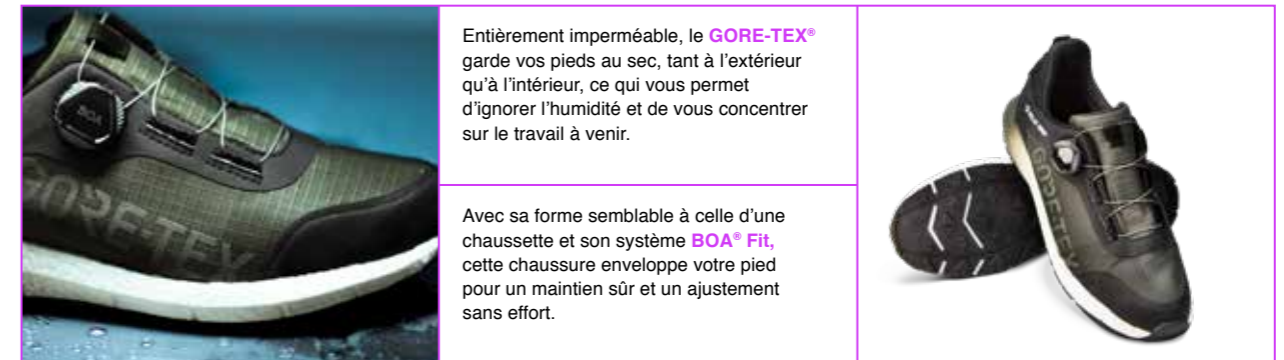 BOA
GORE-TEX
Entièrement imperméable, le GORE-TEX®
garde vos pieds au sec, tant à l’extérieur
qu’à l’intérieur, ce qui vous permet
d’ignorer l’humidité et de vous concentrer
sur le travail à venir.
Avec sa forme semblable à celle d’une
chaussette et son système BOA® Fit,
cette chaussure enveloppe votre pied
pour un maintien sûr et un ajustement
sans effort.
GORE-TEX